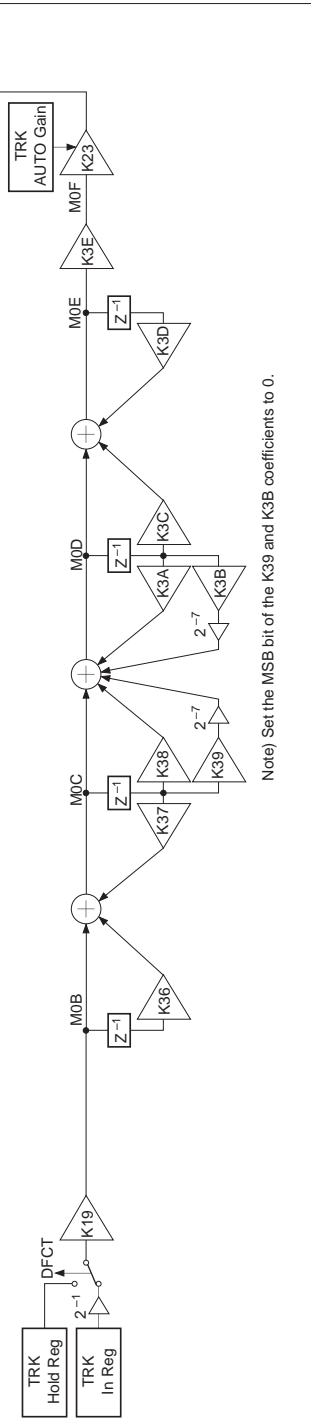 TRK
Hold Reg
TRK
In Reg
2⁻¹
DFCT
K19
M0B
Z⁻¹
K36
M0C
Z⁻¹
K37
K38
K39
2⁻⁷
M0D
Z⁻¹
K3A
K3C
K3B
2⁻⁷
M0E
Z⁻¹
K3D
K3E
M0F
K23
TRK
AUTO Gain
Note) Set the MSB bit of the K39 and K3B coefficients to 0.